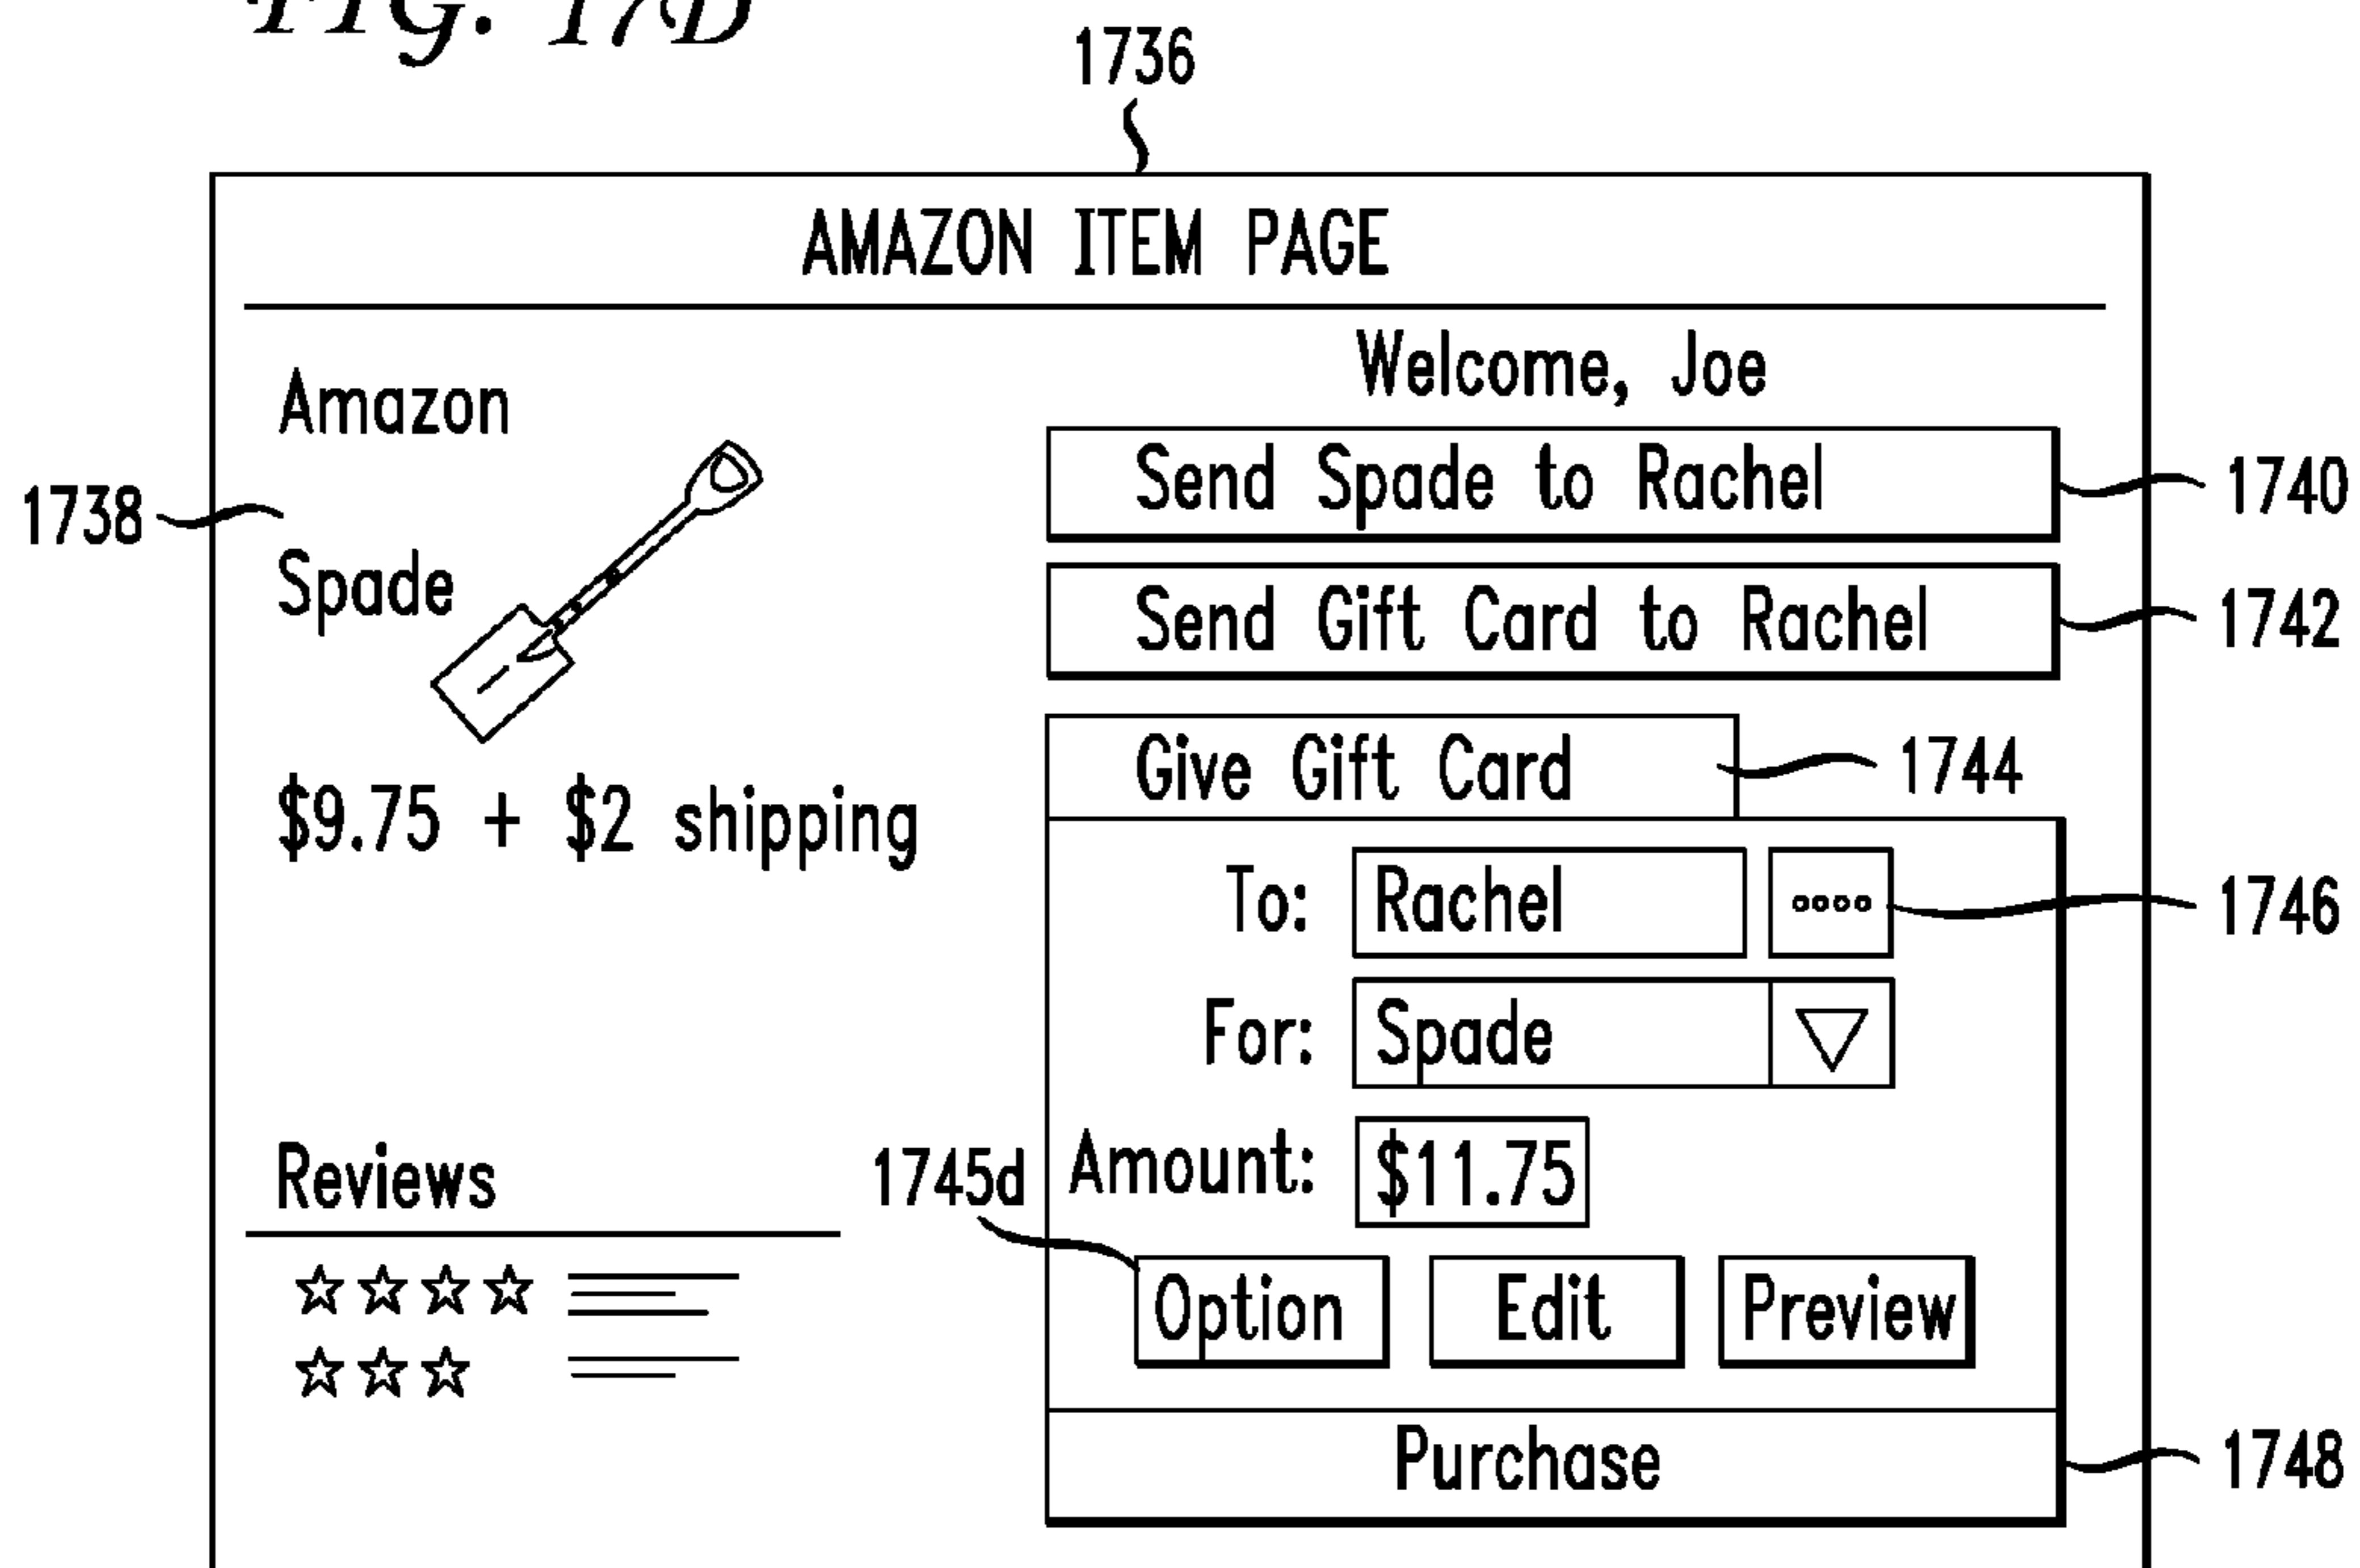 FIG. 17D
1736
AMAZON ITEM PAGE
Welcome, Joe
Amazon
Send Spade to Rachel
1740
1738
Spade
Send Gift Card to Rachel
1742
Give Gift Card
1744
$9.75 + $2 shipping
To: Rachel
1746
For: Spade
Amount: $11.75
Reviews
1745d
Option
Edit
Preview
Purchase
1748